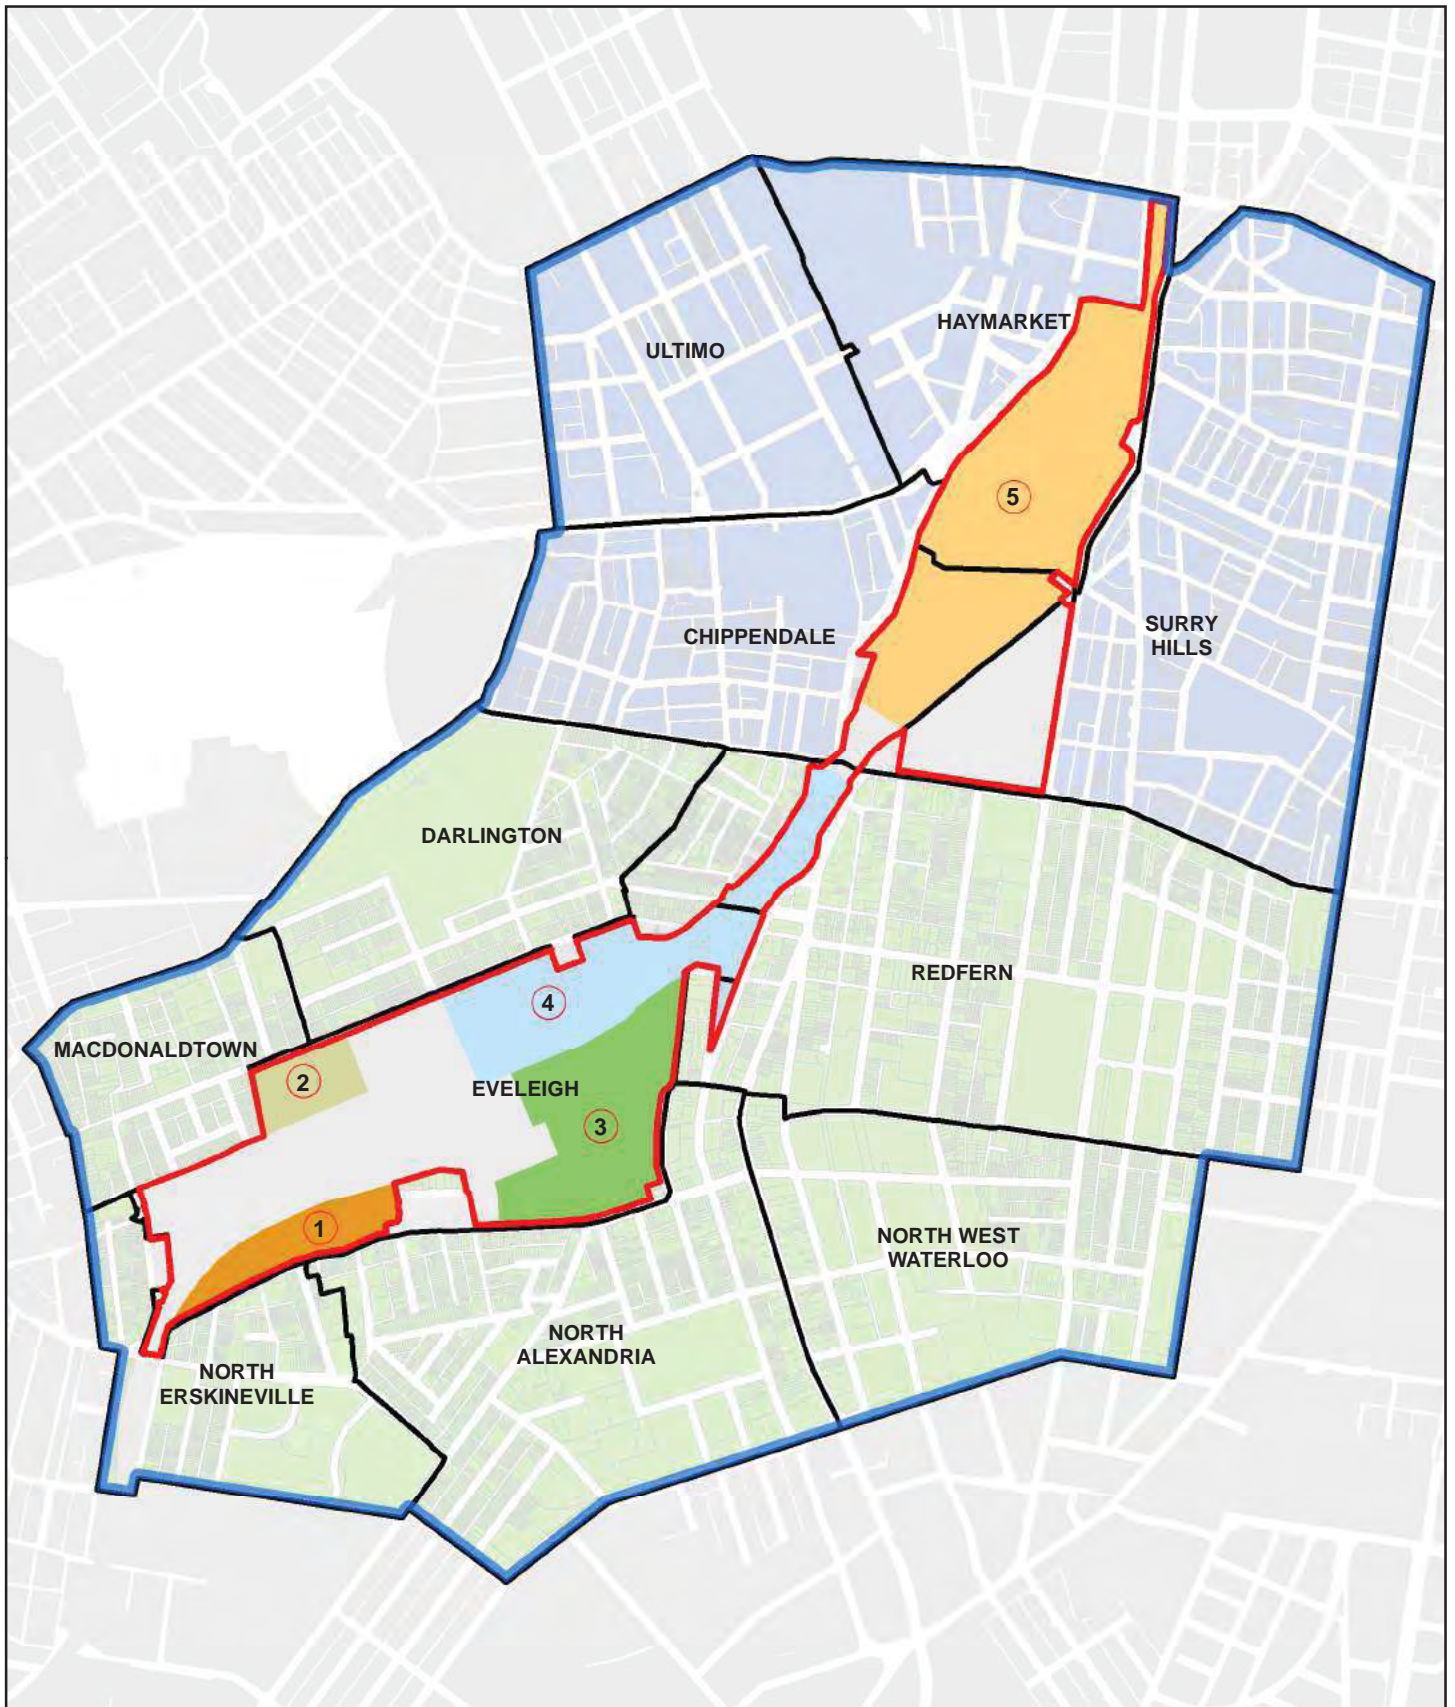 HAYMARKET
ULTIMO
5
CHIPPENDALE
SURRY
HILLS
DARLINGTON
REDFERN
4
MACDONALDTOWN
2
EVELEIGH
3
1
NORTH WEST
WATERLOO
NORTH
ALEXANDRIA
NORTH
ERSKINEVILLE